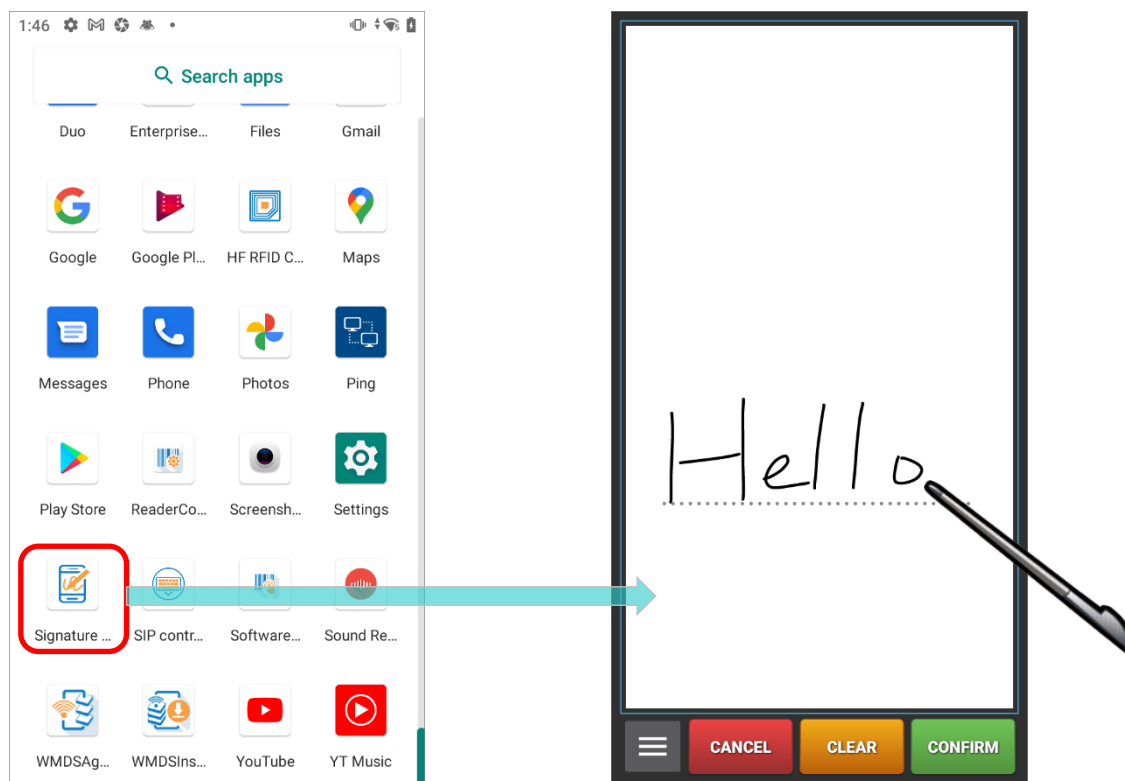 1:46
Search apps
Duo Enterprise... Files Gmail
Google Google Pl... HF RFID C... Maps
Messages Phone Photos Ping
Play Store ReaderCo... Screensh... Settings
Signature ... SIP contr... Software... Sound Re...
WMDSAg... WMDSIns... YouTube YT Music
Hello
CANCEL CLEAR CONFIRM